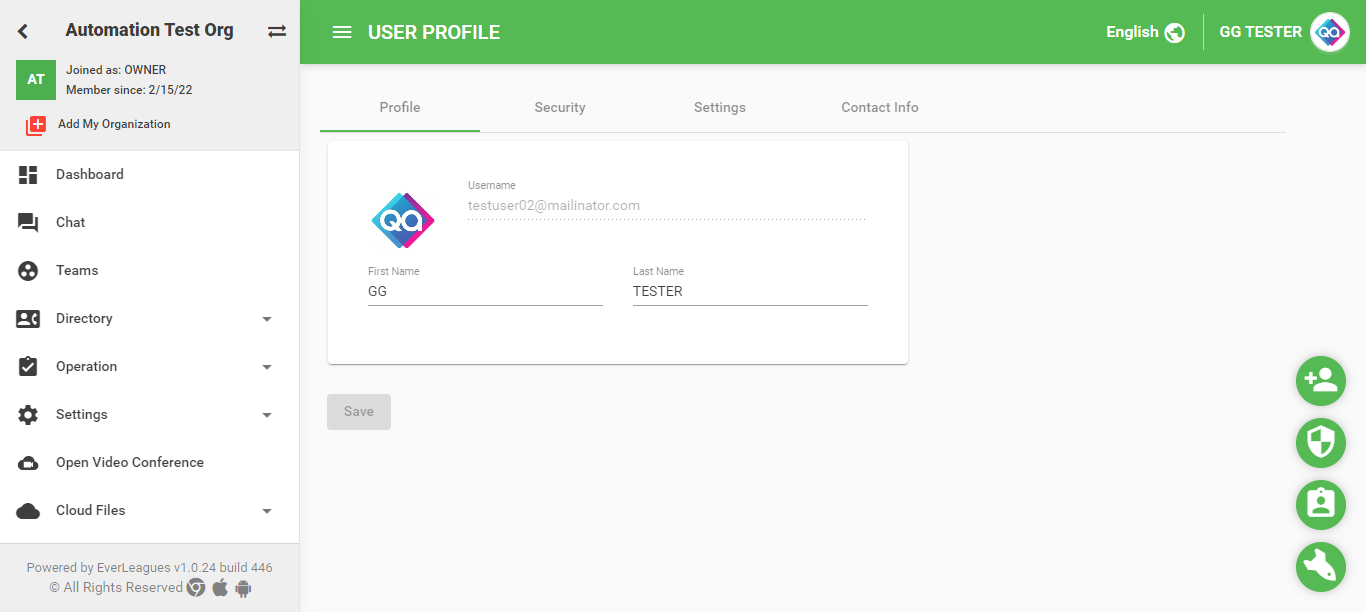 Automation Test Org
AT
Joined as: OWNER
Member since: 2/15/22
Add My Organization
Dashboard
Chat
Teams
Directory
Operation
Settings
Open Video Conference
Cloud Files
Powered by EverLeagues v1.0.24 build 446
© All Rights Reserved
USER PROFILE
English
GG TESTER
QA
Profile
Security
Settings
Contact Info
QA
Username
testuser02@mailinator.com
First Name
GG
Last Name
TESTER
Save